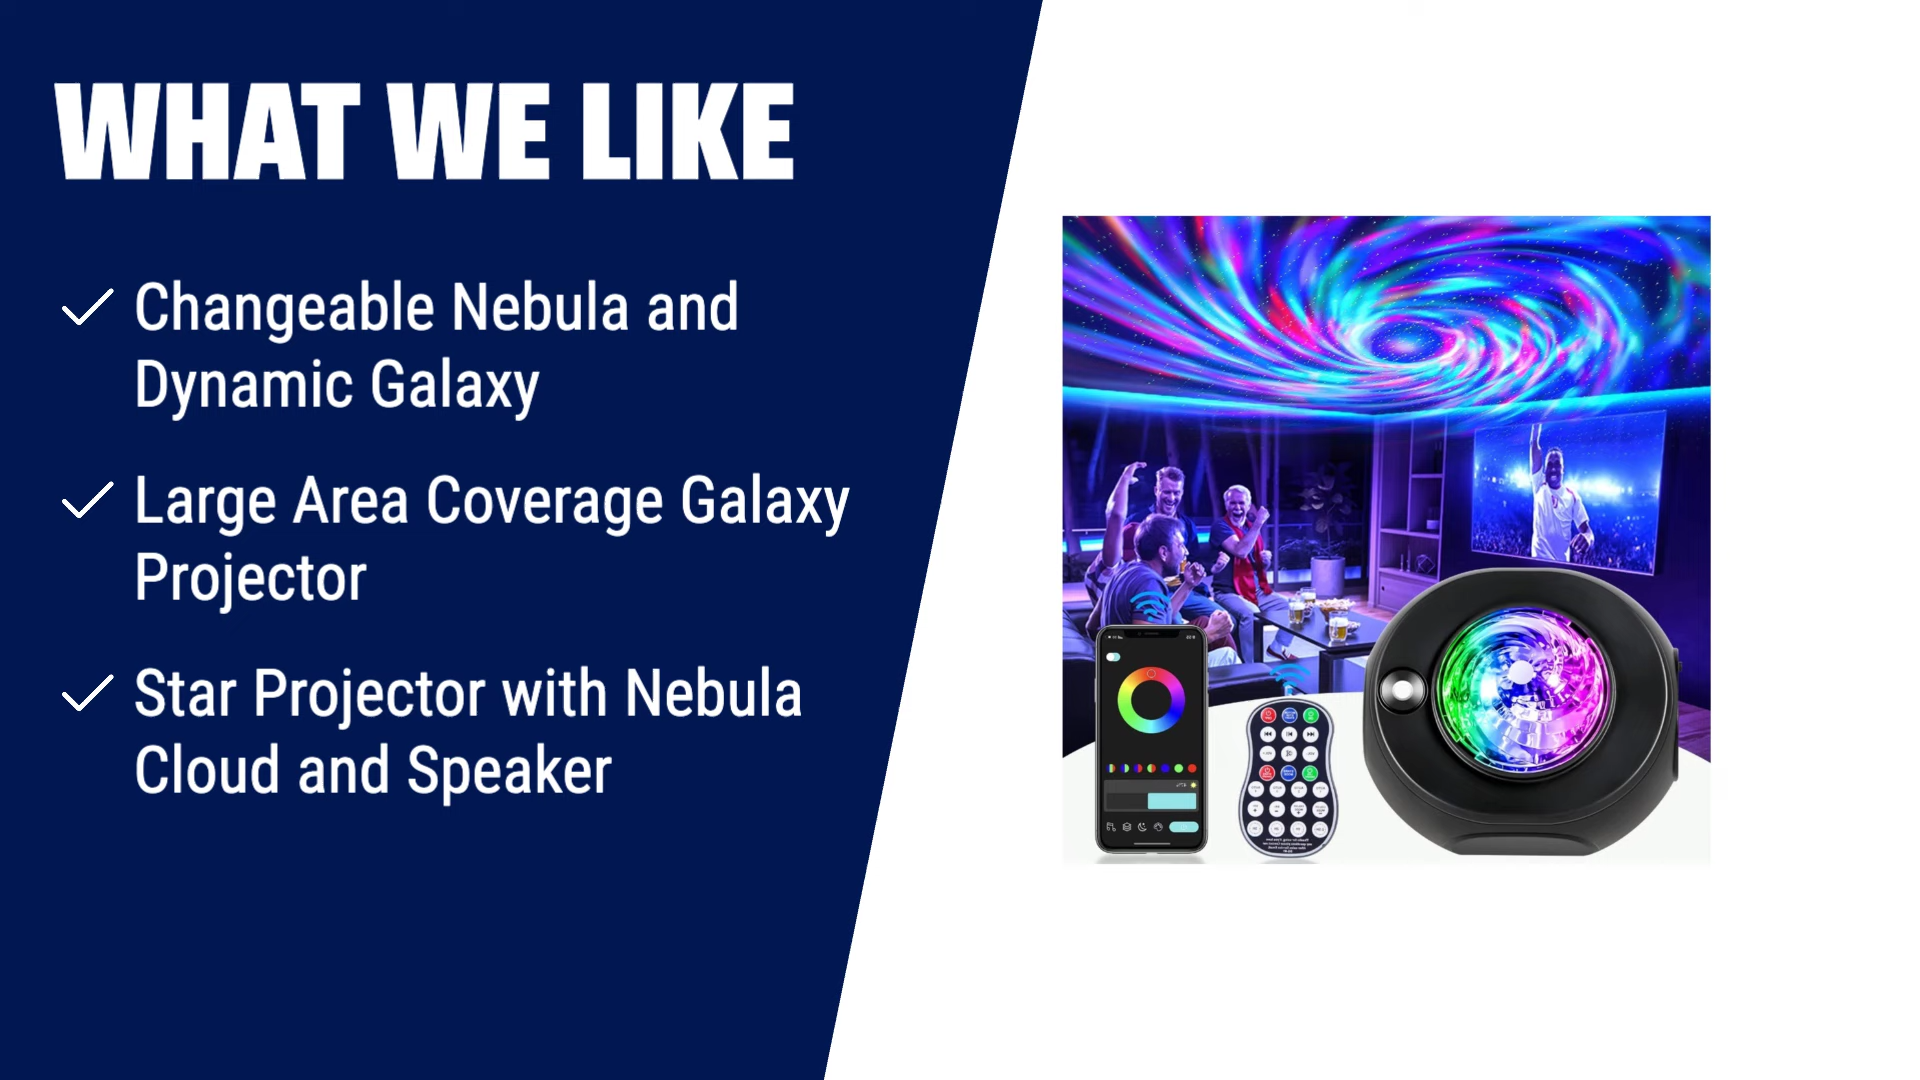 WHAT WE LIKE
Changeable Nebula and
Dynamic Galaxy
Large Area Coverage Galaxy
Projector
Star Projector with Nebula
Cloud and Speaker